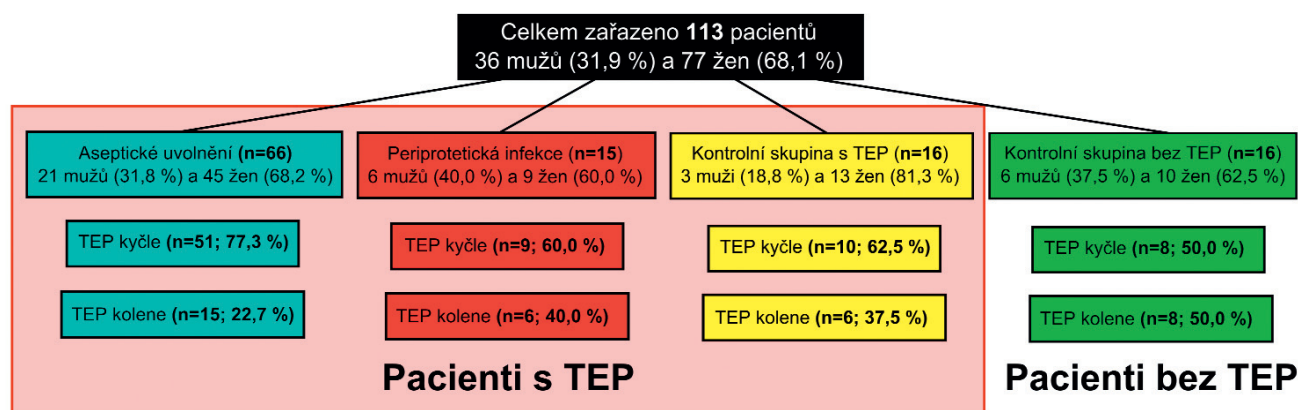 Celkem zařazeno 113 pacientů
36 mužů (31,9 %) a 77 žen (68,1 %)
Aseptické uvolnění (n=66)
21 mužů (31,8 %) a 45 žen (68,2 %)
Periprotetická infekce (n=15)
6 mužů (40,0 %) a 9 žen (60,0 %)
Kontrolní skupina s TEP (n=16)
3 muži (18,8 %) a 13 žen (81,3 %)
Kontrolní skupina bez TEP (n=16)
6 mužů (37,5 %) a 10 žen (62,5 %)
TEP kyčle (n=51; 77,3 %)
TEP kyčle (n=9; 60,0 %)
TEP kyčle (n=10; 62,5 %)
TEP kyčle (n=8; 50,0 %)
TEP kolene (n=15; 22,7 %)
TEP kolene (n=6; 40,0 %)
TEP kolene (n=6; 37,5 %)
TEP kolene (n=8; 50,0 %)
Pacienti s TEP
Pacienti bez TEP